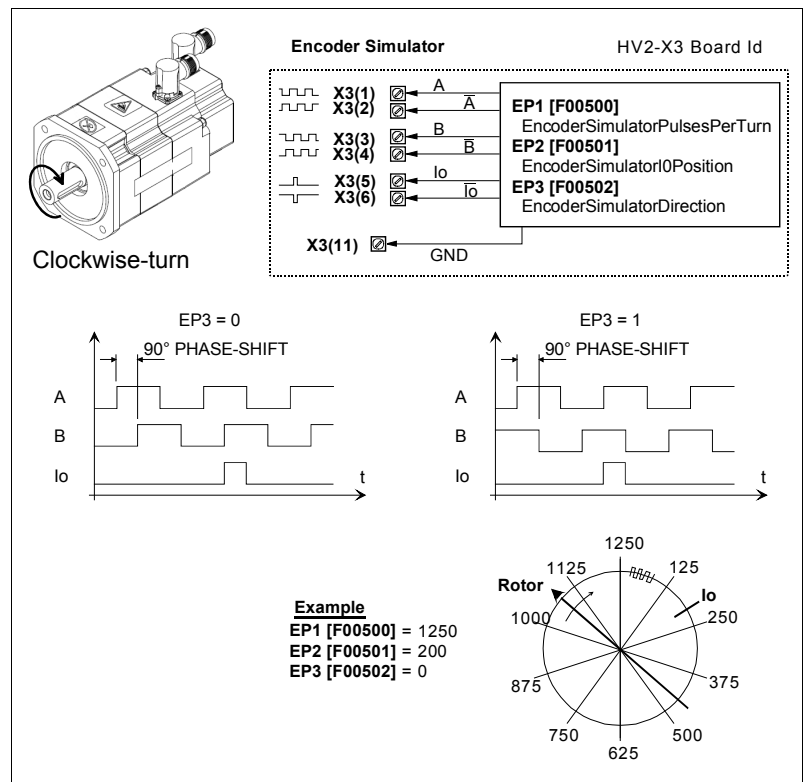 Encoder Simulator
HV2-X3 Board Id
X3(1) A
X3(2) A̅
X3(3) B
X3(4) B̅
X3(5) Io
X3(6) I̅o̅
X3(11) GND
EP1 [F00500]
EncoderSimulatorPulsesPerTurn
EP2 [F00501]
EncoderSimulatorI0Position
EP3 [F00502]
EncoderSimulatorDirection
Clockwise-turn
EP3 = 0
90° PHASE-SHIFT
A
B
Io
t
EP3 = 1
90° PHASE-SHIFT
A
B
Io
t
Example
EP1 [F00500] = 1250
EP2 [F00501] = 200
EP3 [F00502] = 0
1250
1125
125
Rotor
Io
1000
250
875
375
750
500
625